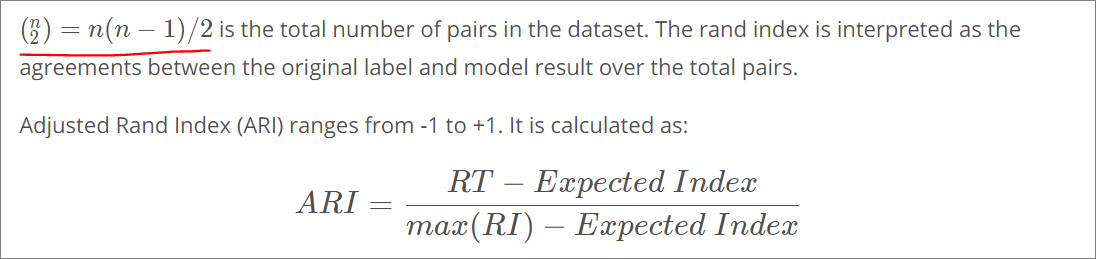 (n 2) = n(n − 1)/2 is the total number of pairs in the dataset. The rand index is interpreted as the
agreements between the original label and model result over the total pairs.
Adjusted Rand Index (ARI) ranges from -1 to +1. It is calculated as:
ARI = RT − Expected Index / max(RI) − Expected Index